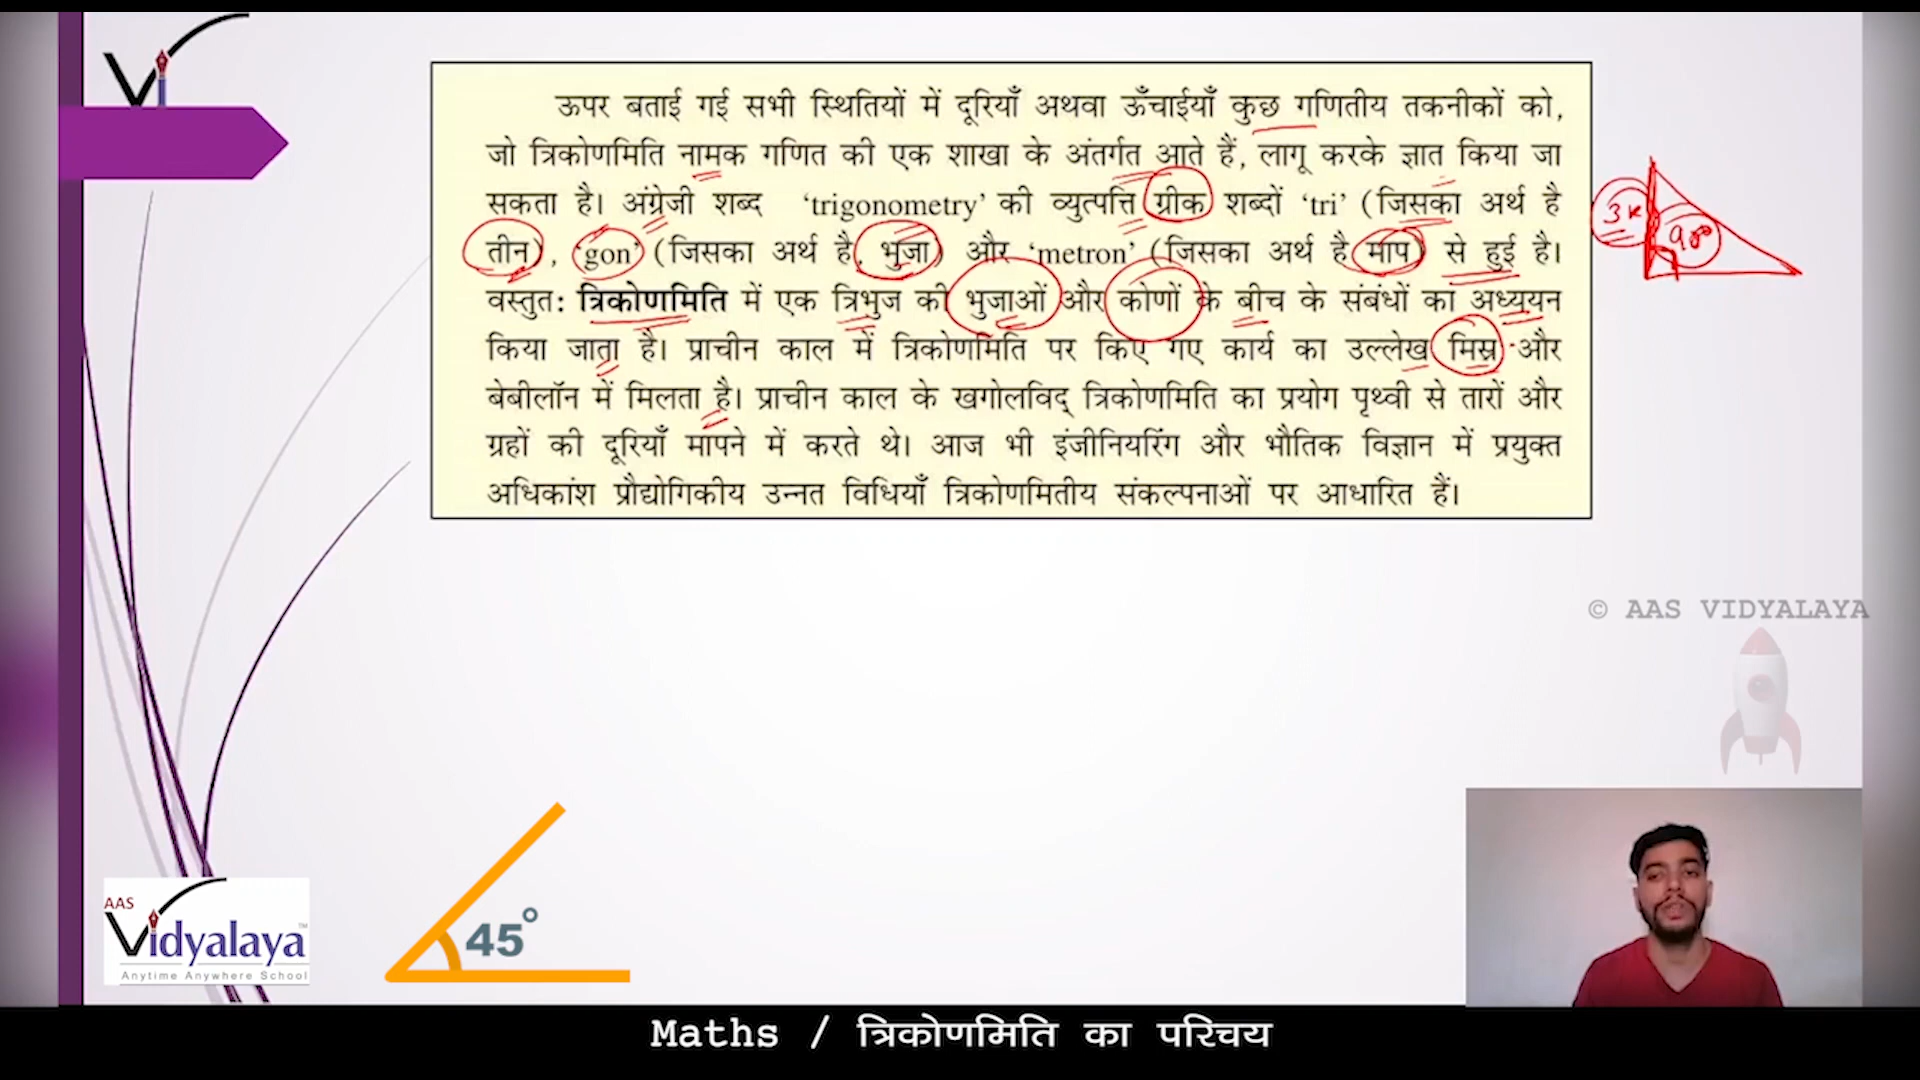 ऊपर बताई गई सभी स्थितियों में दूरियाँ अथवा ऊँचाईयाँ कुछ गणितीय तकनीकों को,
जो त्रिकोणमिति नामक गणित की एक शाखा के अंतर्गत आते हैं, लागू करके ज्ञात किया जा
सकता है। अंग्रेजी शब्द 'trigonometry' की व्युत्पत्ति ग्रीक शब्दों 'tri' (जिसका अर्थ है
तीन), 'gon' (जिसका अर्थ है, भुजा) और 'metron' (जिसका अर्थ है माप) से हुई है।
वस्तुतः त्रिकोणमिति में एक त्रिभुज की भुजाओं और कोणों के बीच के संबंधों का अध्ययन
किया जाता है। प्राचीन काल में त्रिकोणमिति पर किए गए कार्य का उल्लेख मिस्र और
बेबीलॉन में मिलता है। प्राचीन काल के खगोलविद् त्रिकोणमिति का प्रयोग पृथ्वी से तारों और
ग्रहों की दूरियाँ मापने में करते थे। आज भी इंजीनियरिंग और भौतिक विज्ञान में प्रयुक्त
अधिकांश प्रौद्योगिकीय उन्नत विधियाँ त्रिकोणमितीय संकल्पनाओं पर आधारित हैं।
© AAS VIDYALAYA
45°
AAS
Vidyalaya
Anytime Anywhere School
Maths / त्रिकोणमिति का परिचय